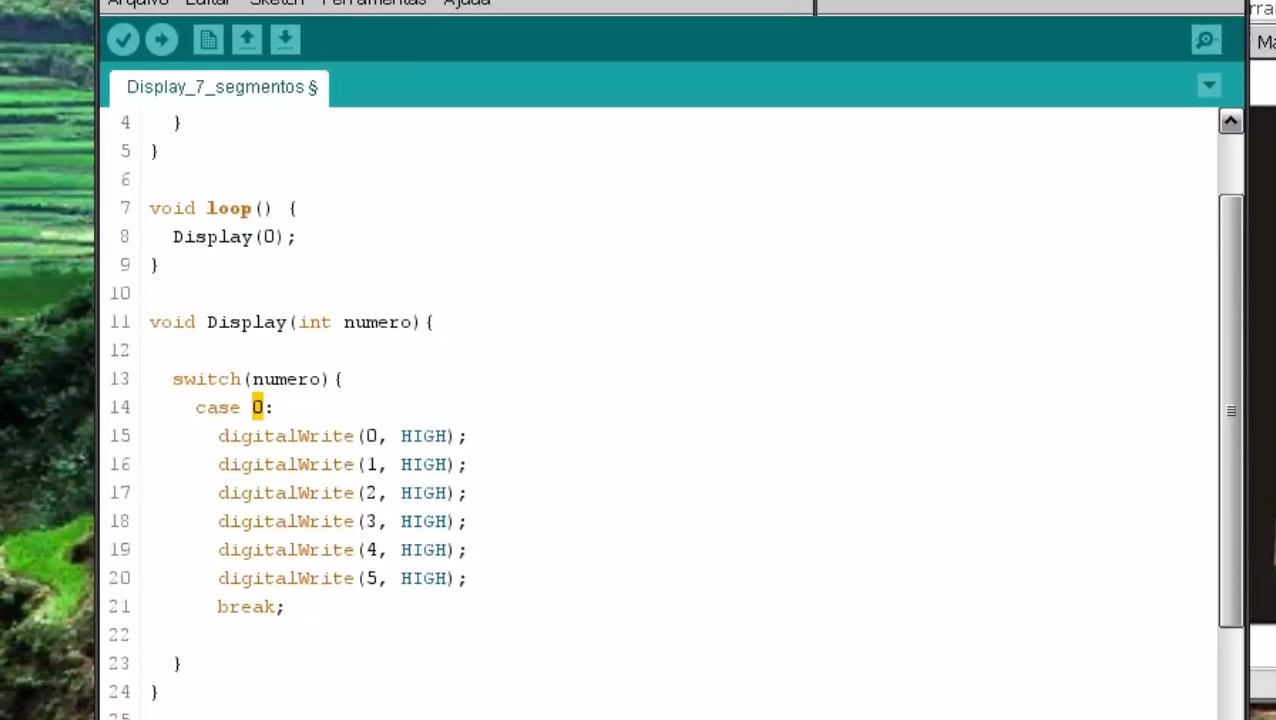 Arquivo Editar Sketch Ferramentas Ajuda
Display_7_segmentos §
4 }
5 }
6
7 void loop() {
8 Display(0);
9 }
10
11 void Display(int numero){
12
13 switch(numero){
14 case 0:
15 digitalWrite(0, HIGH);
16 digitalWrite(1, HIGH);
17 digitalWrite(2, HIGH);
18 digitalWrite(3, HIGH);
19 digitalWrite(4, HIGH);
20 digitalWrite(5, HIGH);
21 break;
22
23 }
24 }
25